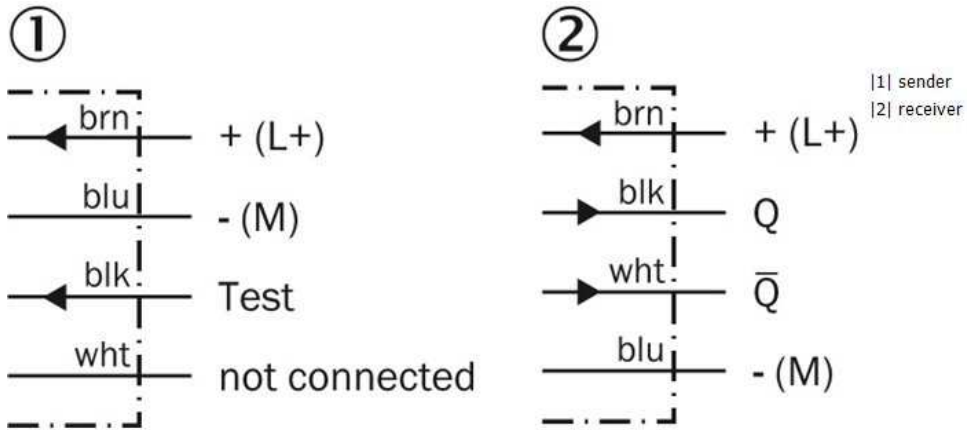 ①
brn + (L+)
blu - (M)
blk Test
wht not connected
②
brn + (L+)
blk Q
wht Q̅
blu - (M)
|1| sender
|2| receiver